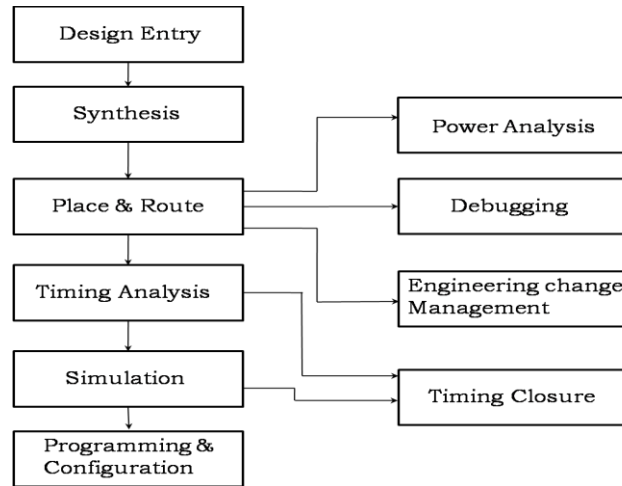 Design Entry
Synthesis
Power Analysis
Place & Route
Debugging
Timing Analysis
Engineering change
Management
Simulation
Timing Closure
Programming &
Configuration